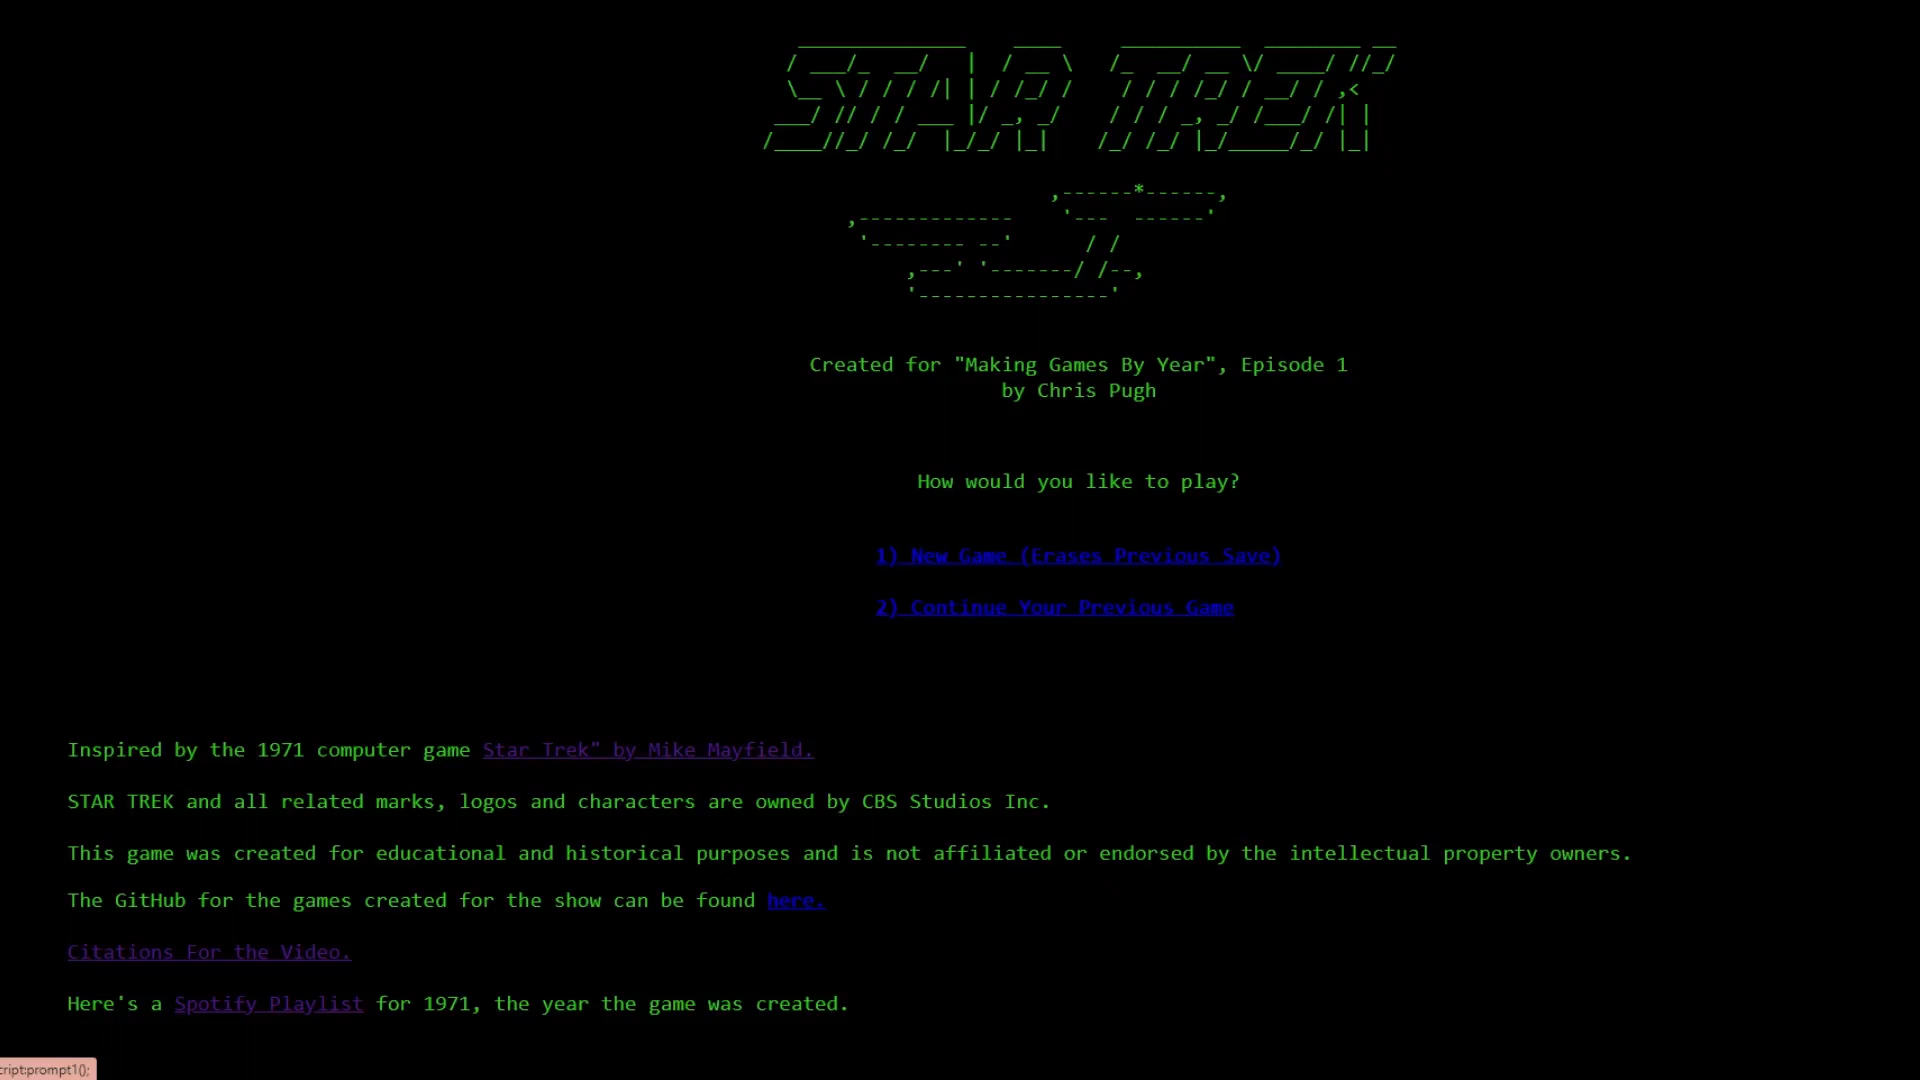 STAR TREK
Created for "Making Games By Year", Episode 1
by Chris Pugh
How would you like to play?
1) New Game (Erases Previous Save)
2) Continue Your Previous Game
Inspired by the 1971 computer game Star Trek" by Mike Mayfield.
STAR TREK and all related marks, logos and characters are owned by CBS Studios Inc.
This game was created for educational and historical purposes and is not affiliated or endorsed by the intellectual property owners.
The GitHub for the games created for the show can be found here.
Citations For the Video.
Here's a Spotify Playlist for 1971, the year the game was created.
cript:prompt1();